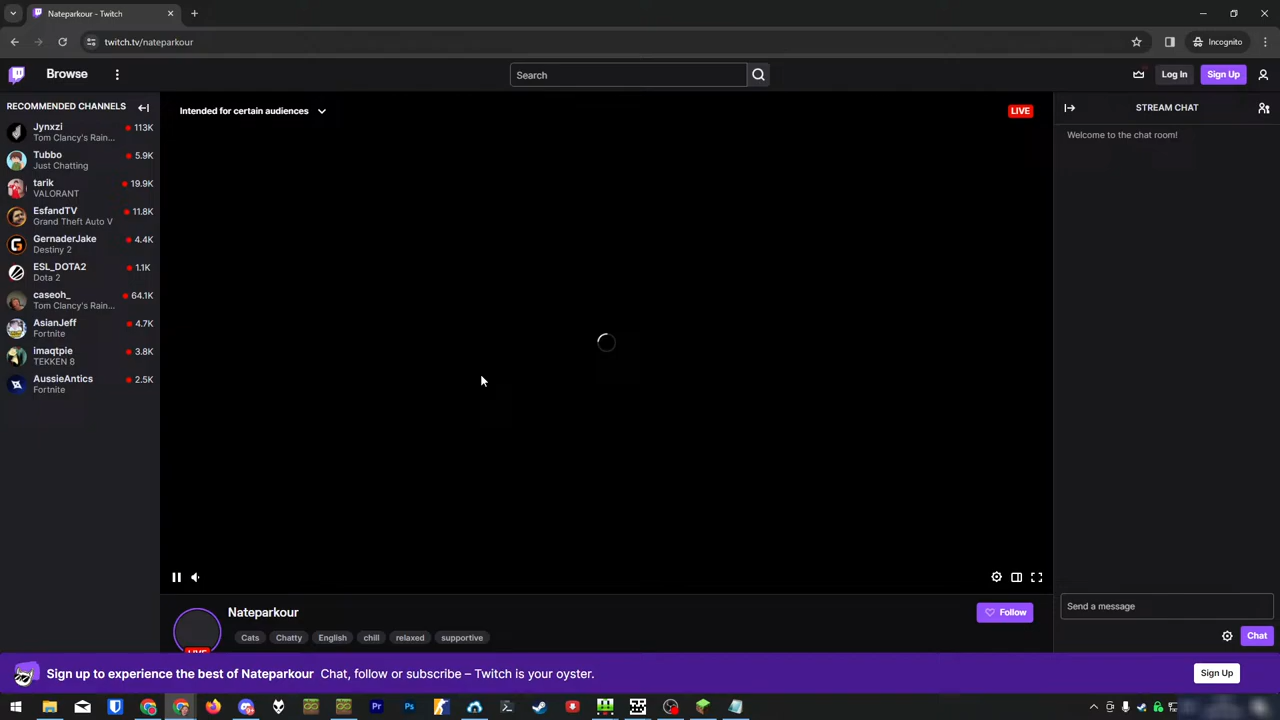 Nateparkour - Twitch
twitch.tv/nateparkour
Incognito
Browse
Search
Log In
Sign Up
RECOMMENDED CHANNELS
Jynxzi
113K
Tom Clancy's Rain...
Tubbo
5.9K
Just Chatting
tarik
19.9K
VALORANT
EsfandTV
11.8K
Grand Theft Auto V
GernaderJake
4.4K
Destiny 2
ESL_DOTA2
1.1K
Dota 2
caseoh_
64.1K
Tom Clancy's Rain...
AsianJeff
4.7K
Fortnite
imaqtpie
3.8K
TEKKEN 8
AussieAntics
2.5K
Fortnite
Intended for certain audiences
LIVE
STREAM CHAT
Welcome to the chat room!
Send a message
Chat
Nateparkour
Follow
Cats Chatty English chill relaxed supportive
LIVE
Sign up to experience the best of Nateparkour Chat, follow or subscribe – Twitch is your oyster.
Sign Up
Pr
Ps